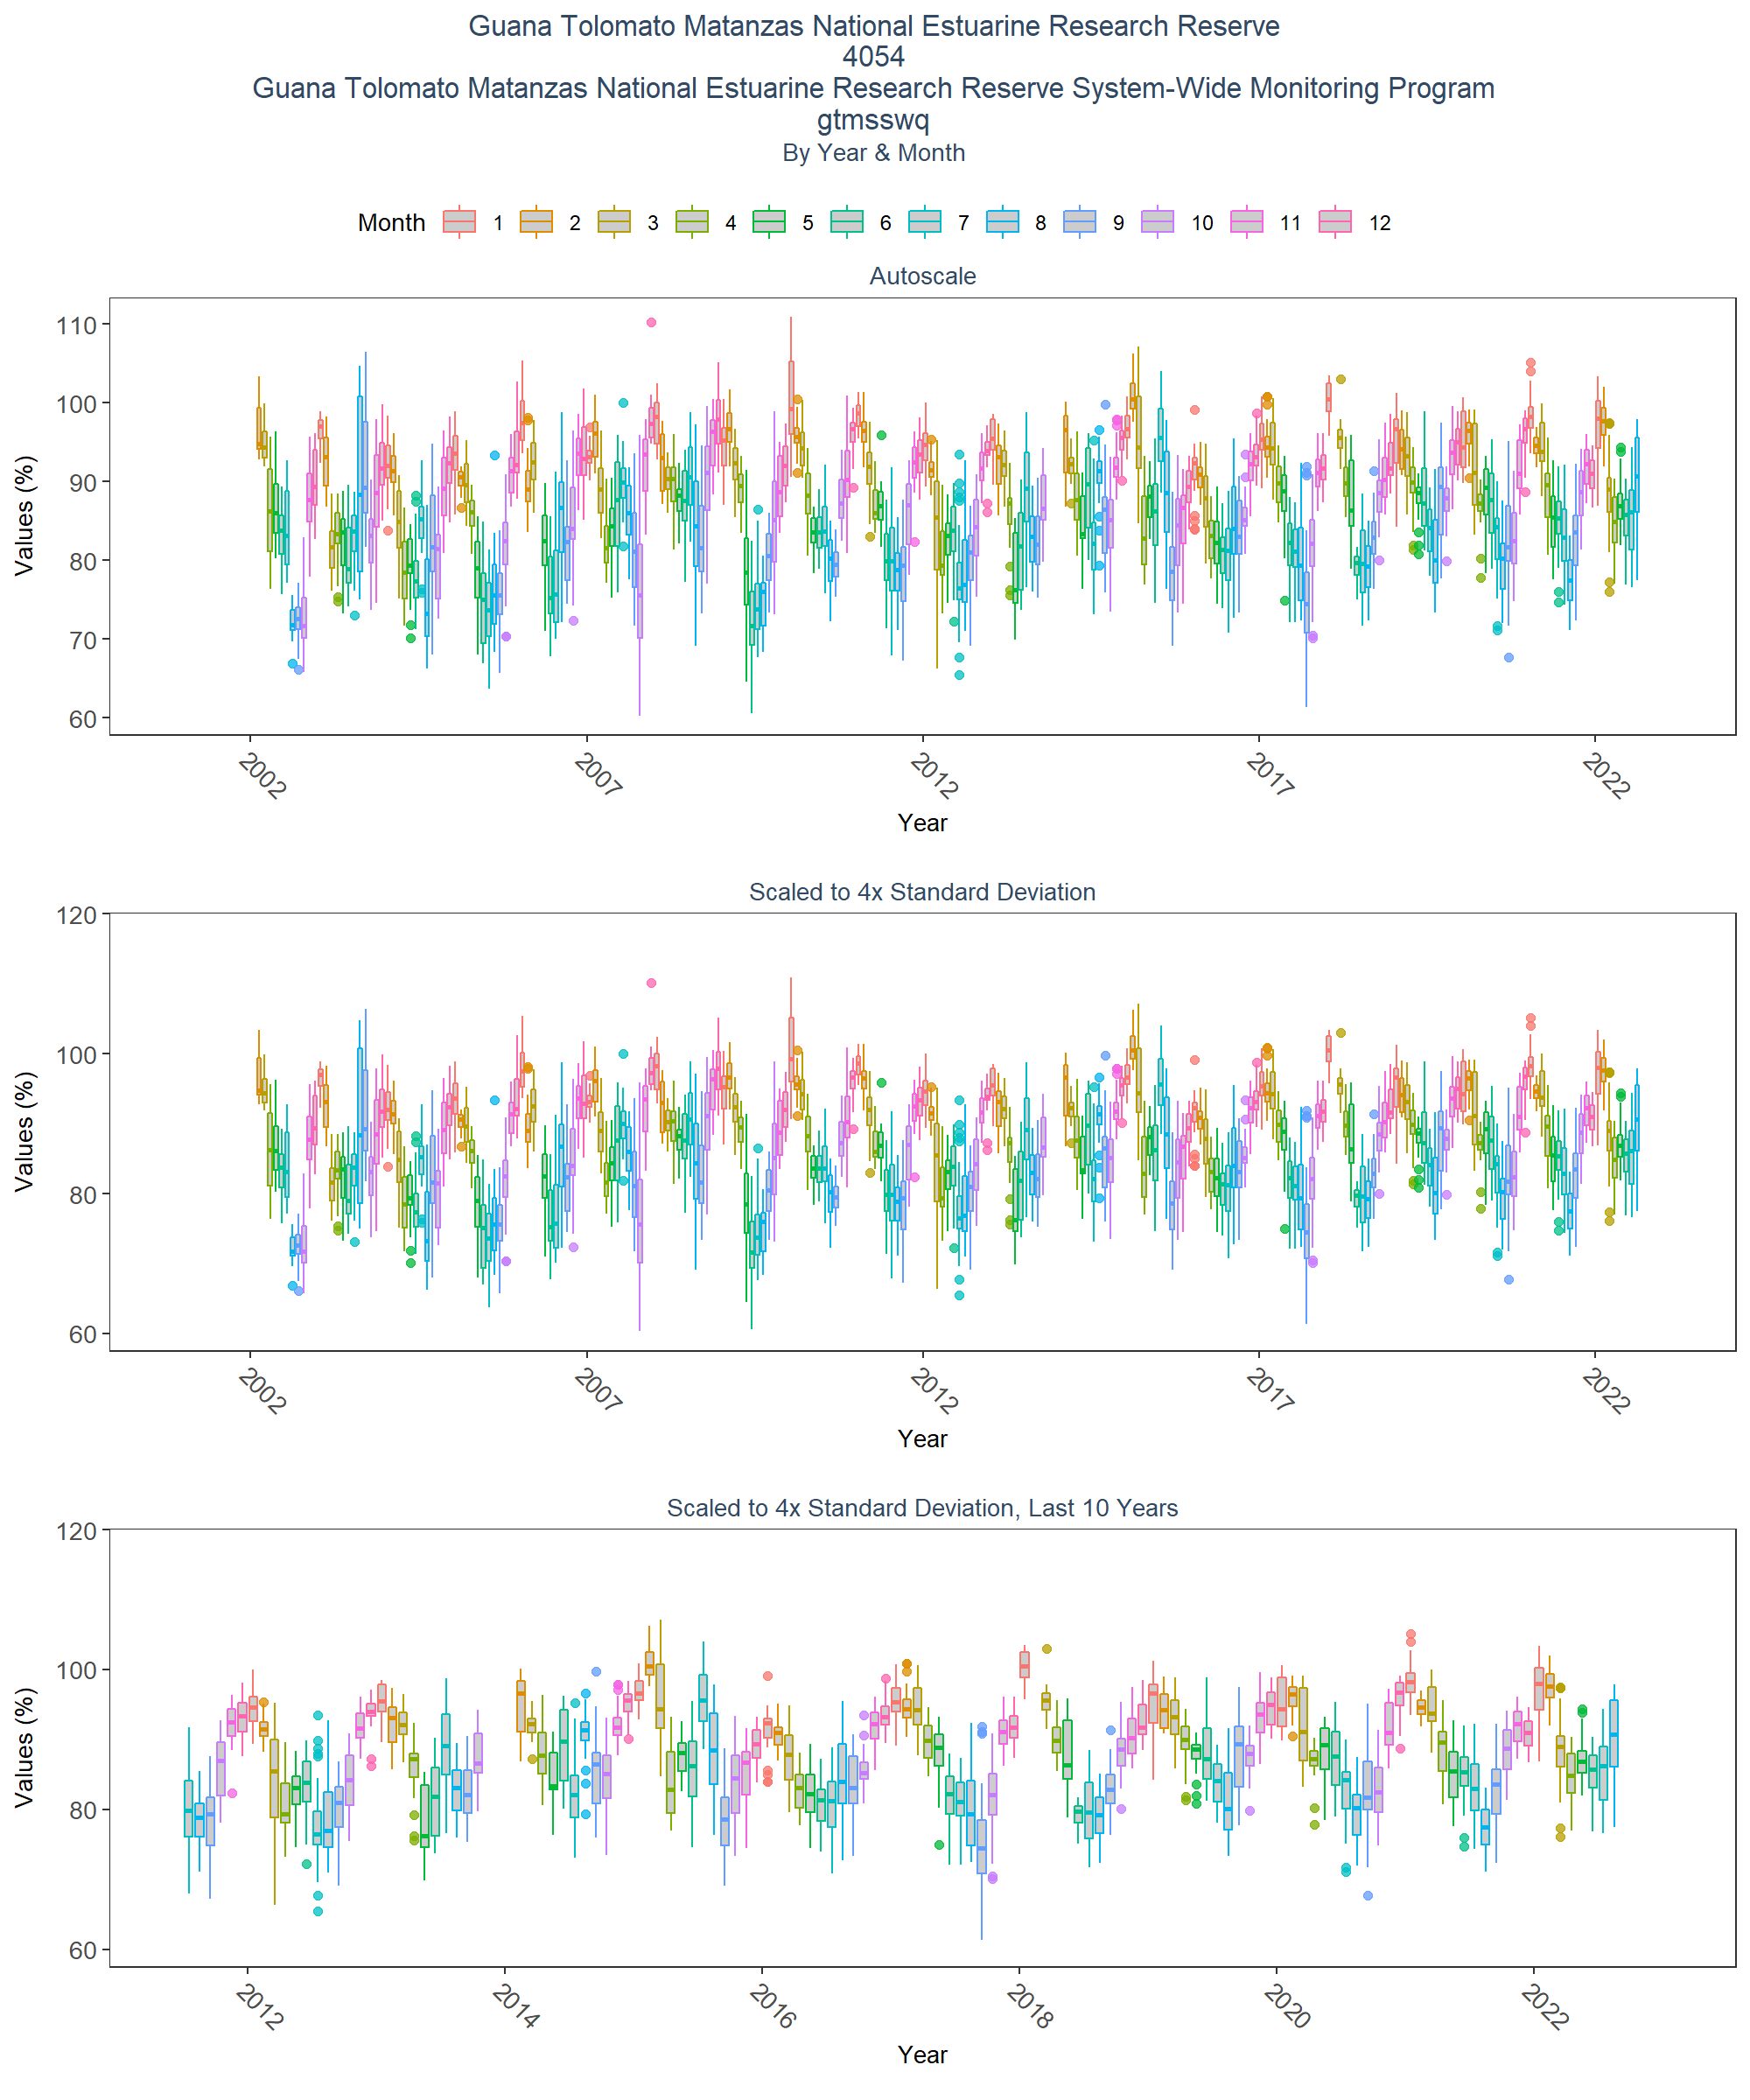 Guana Tolomato Matanzas National Estuarine Research Reserve
4054
Guana Tolomato Matanzas National Estuarine Research Reserve System-Wide Monitoring Program
gtmsswq
By Year & Month
Month 1 2 3 4 5 6 7 8 9 10 11 12
Autoscale
Values (%)
110
100
90
80
70
60
2002 2007 2012 2017 2022
Year
Scaled to 4x Standard Deviation
Values (%)
120
100
80
60
2002 2007 2012 2017 2022
Year
Scaled to 4x Standard Deviation, Last 10 Years
Values (%)
120
100
80
60
2012 2014 2016 2018 2020 2022
Year